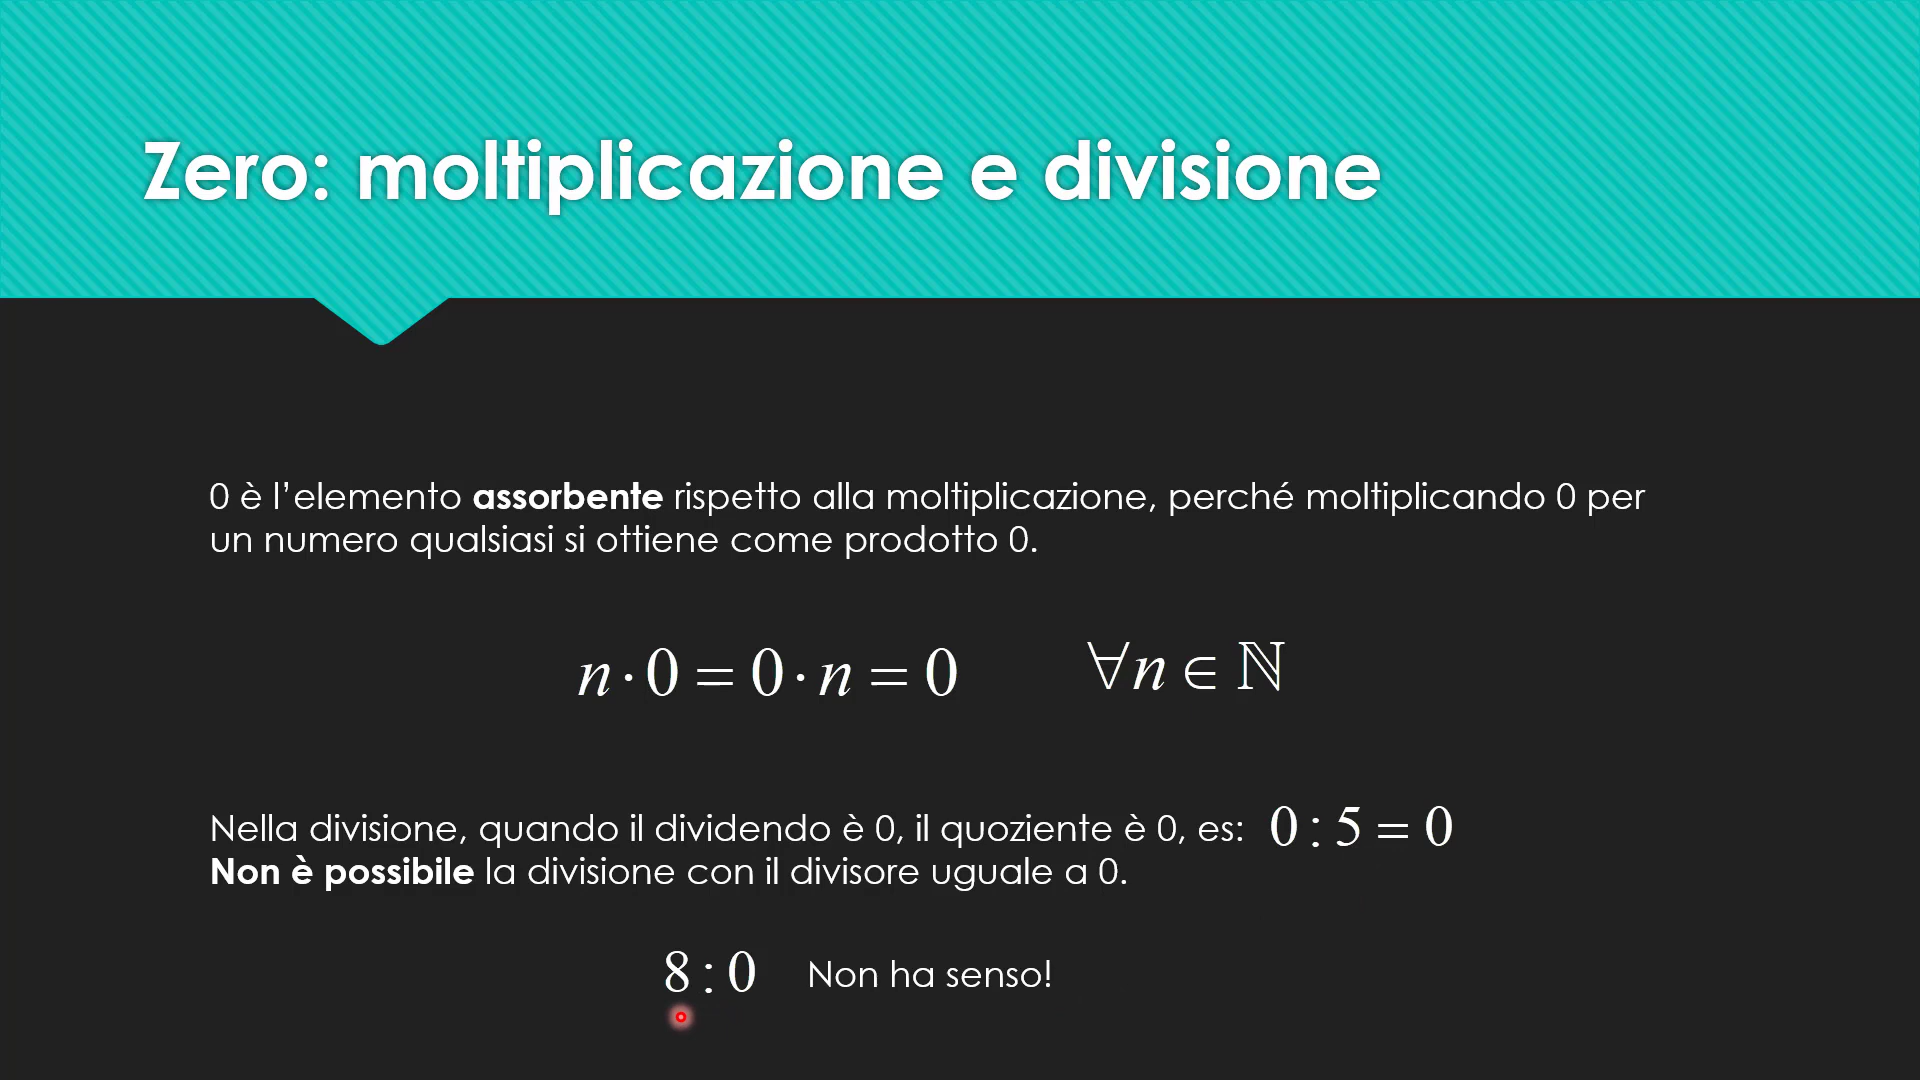 Zero: moltiplicazione e divisione
0 è l’elemento assorbente rispetto alla moltiplicazione, perché moltiplicando 0 per
un numero qualsiasi si ottiene come prodotto 0.
n · 0 = 0 · n = 0 ∀n ∈ ℕ
Nella divisione, quando il dividendo è 0, il quoziente è 0, es: 0 : 5 = 0
Non è possibile la divisione con il divisore uguale a 0.
8 : 0 Non ha senso!